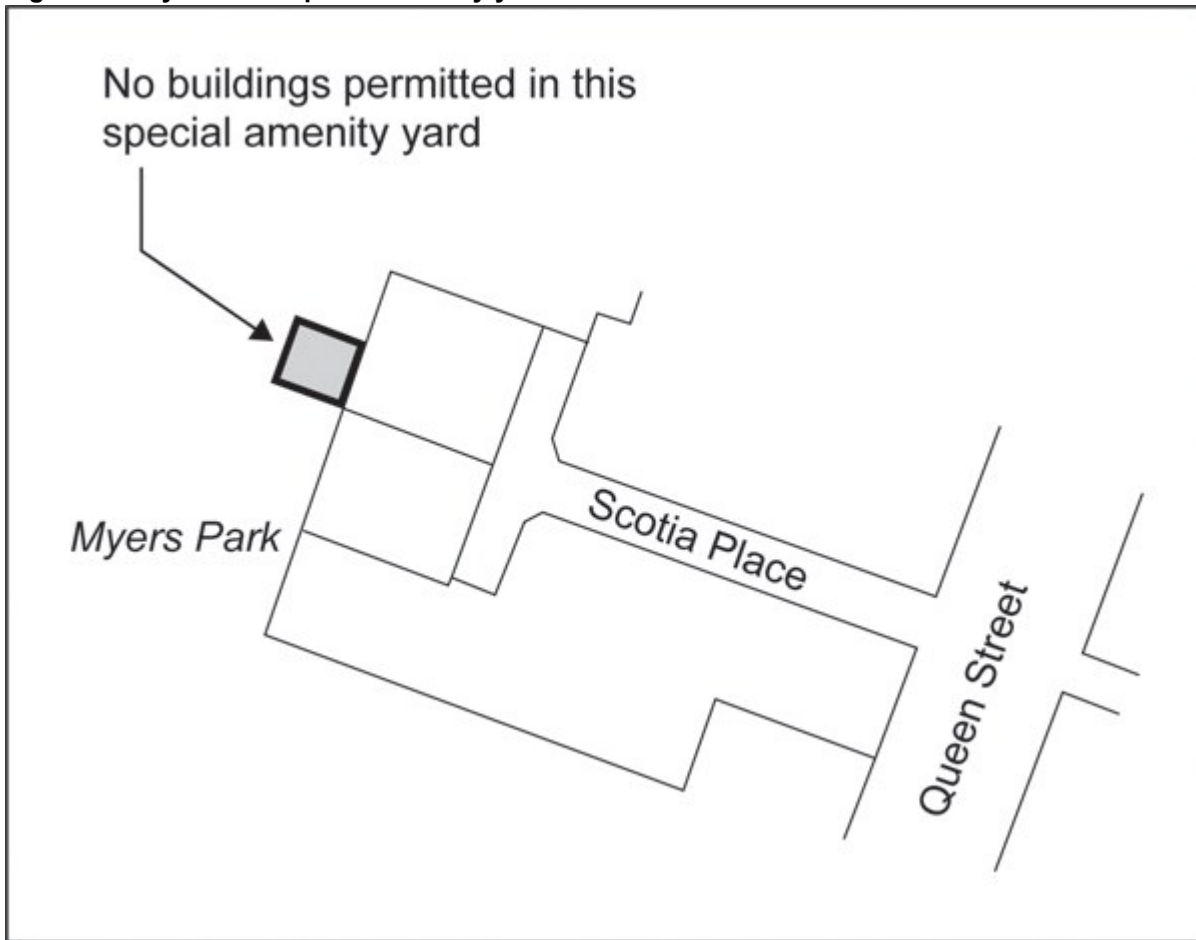 No buildings permitted in this
special amenity yard
Myers Park
Scotia Place
Queen Street